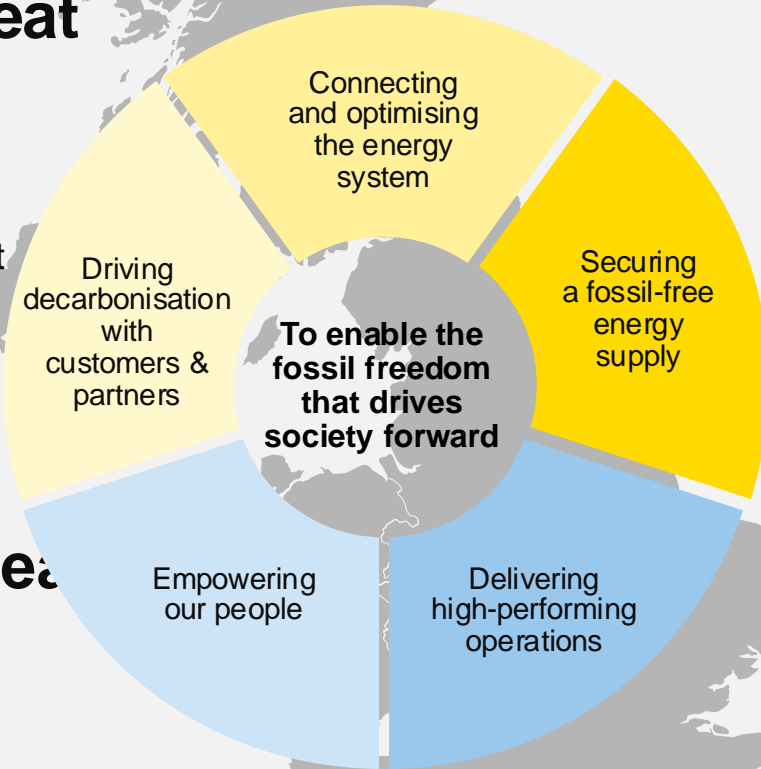 eat
Connecting
and optimising
the energy
system
Securing
a fossil-free
energy
supply
t
Driving
decarbonisation
with
customers &
partners
To enable the
fossil freedom
that drives
society forward
ea
Empowering
our people
Delivering
high-performing
operations